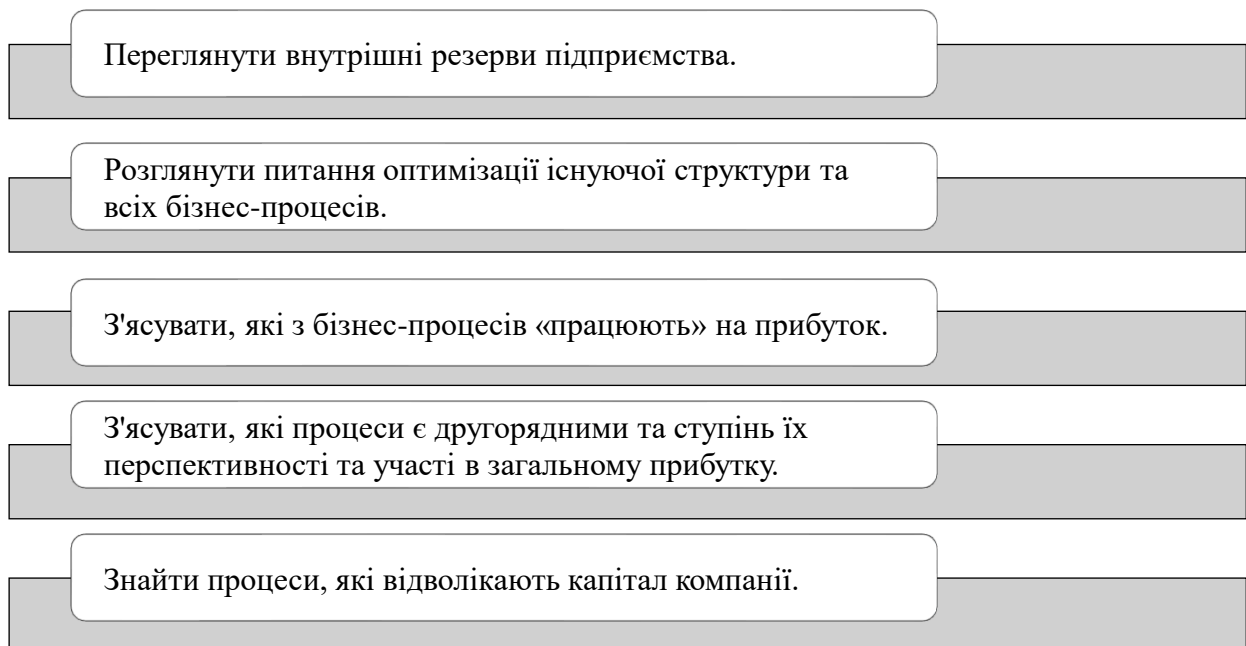 Переглянути внутрішні резерви підприємства.
Розглянути питання оптимізації існуючої структури та
всіх бізнес-процесів.
З'ясувати, які з бізнес-процесів «працюють» на прибуток.
З'ясувати, які процеси є другорядними та ступінь їх
перспективності та участі в загальному прибутку.
Знайти процеси, які відволікають капітал компанії.